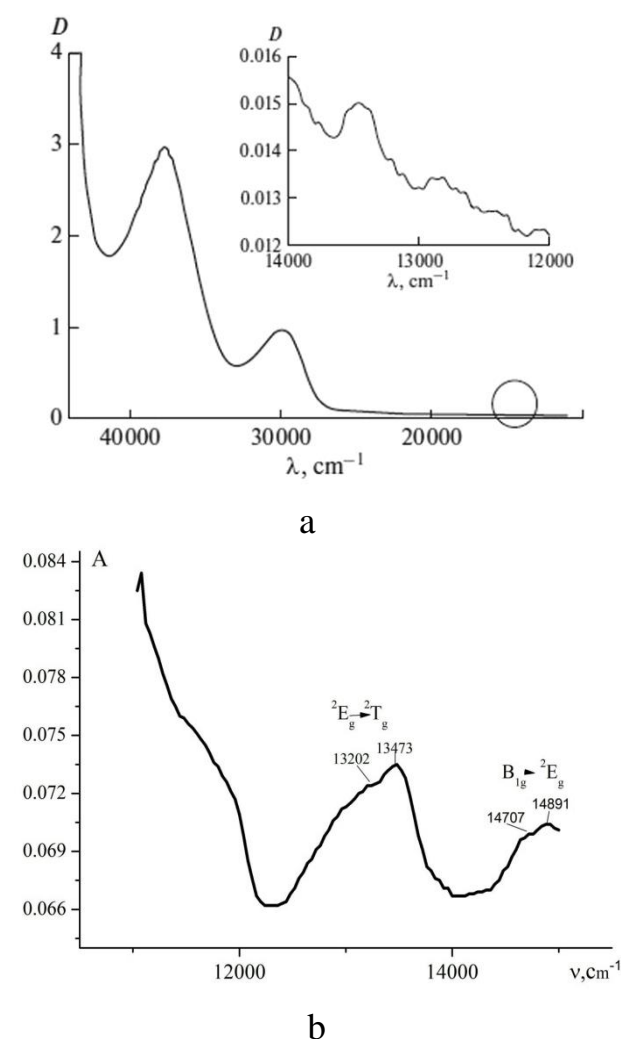 D
4
3
2
1
0
40000 30000 20000
λ, cm⁻¹
D
0.016
0.015
0.014
0.013
0.012
14000 13000 12000
λ, cm⁻¹
a
A
0.084
0.081
0.078
0.075
0.072
0.069
0.066
²Eg→²Tg
13202 13473
B₁g ▸ ²Eg
14707 14891
12000 14000 ν,cm⁻¹
b